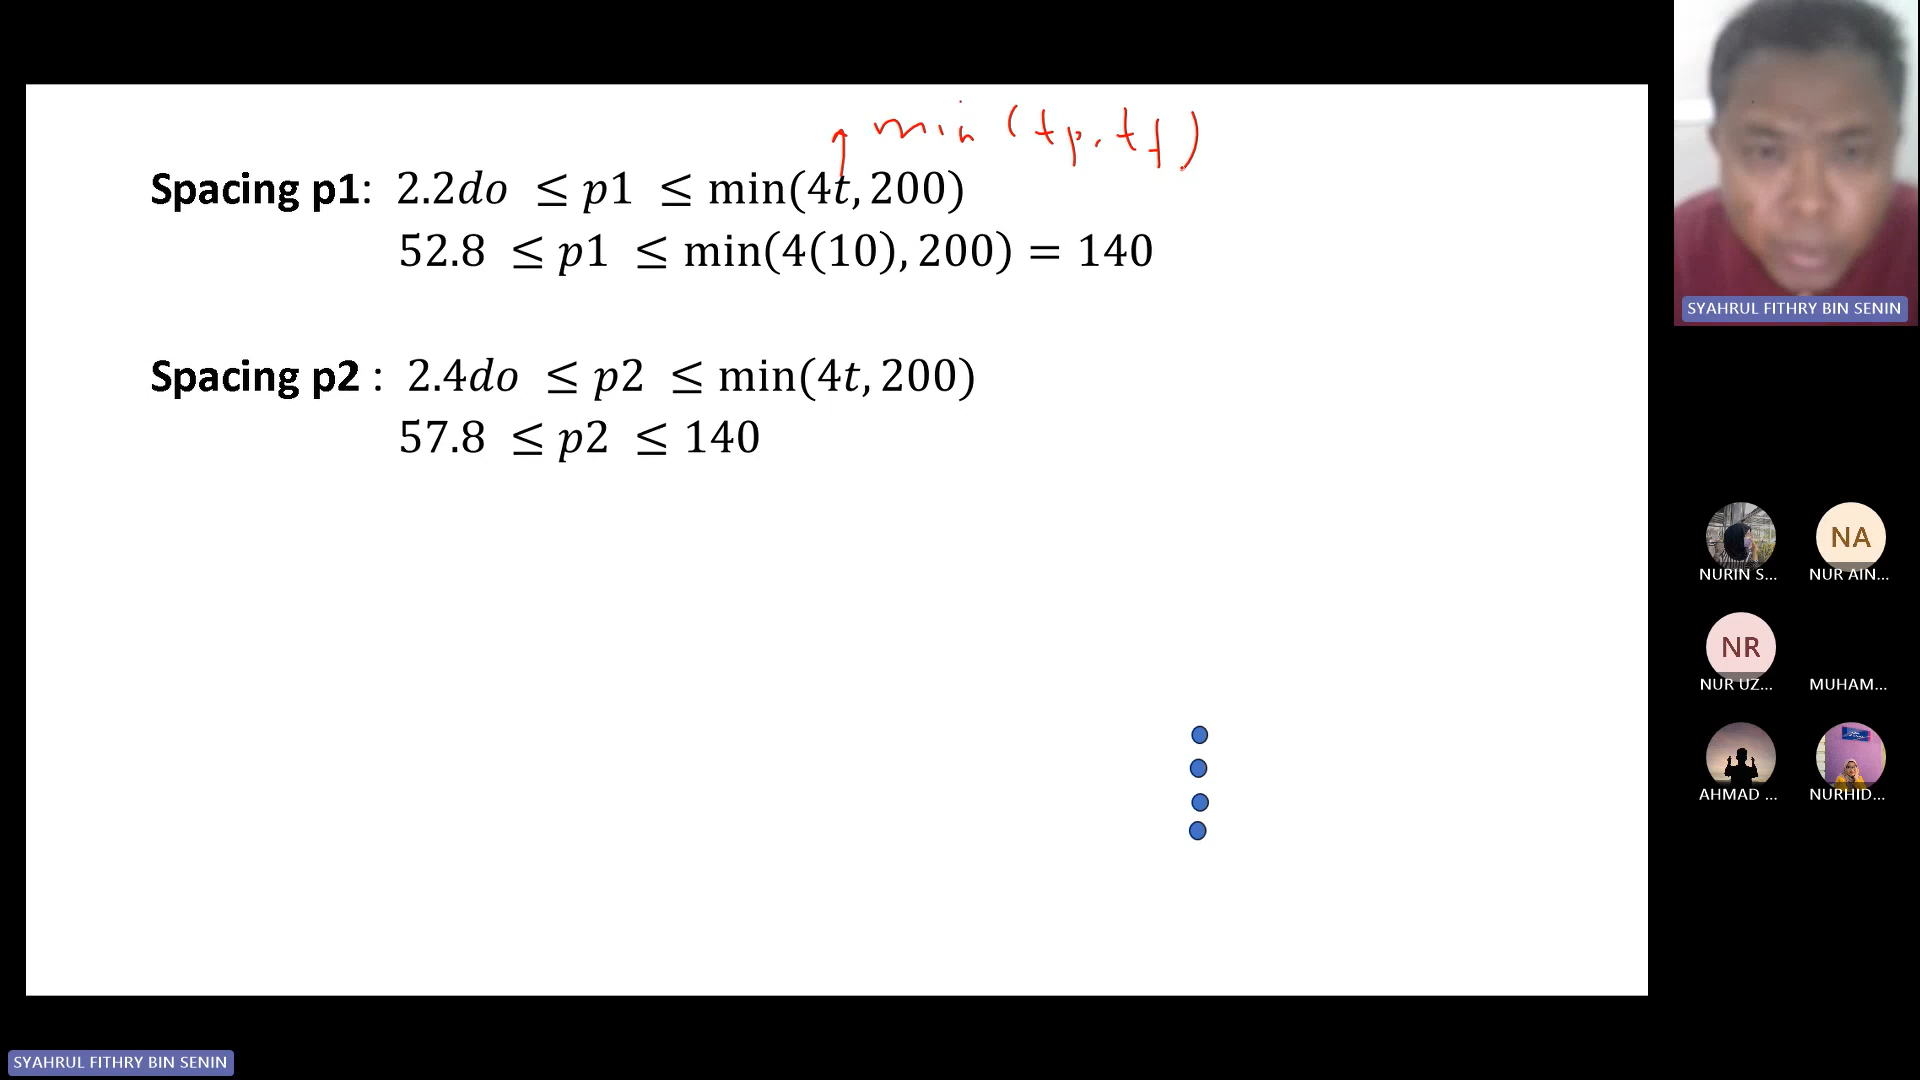 min (tp, tf)
Spacing p1: 2.2do ≤ p1 ≤ min(4t, 200)
52.8 ≤ p1 ≤ min(4(10), 200) = 140
Spacing p2 : 2.4do ≤ p2 ≤ min(4t, 200)
57.8 ≤ p2 ≤ 140
SYAHRUL FITHRY BIN SENIN
NURIN S...
NA
NUR AIN...
NR
NUR UZ...
MUHAM...
AHMAD ...
NURHID...
SYAHRUL FITHRY BIN SENIN